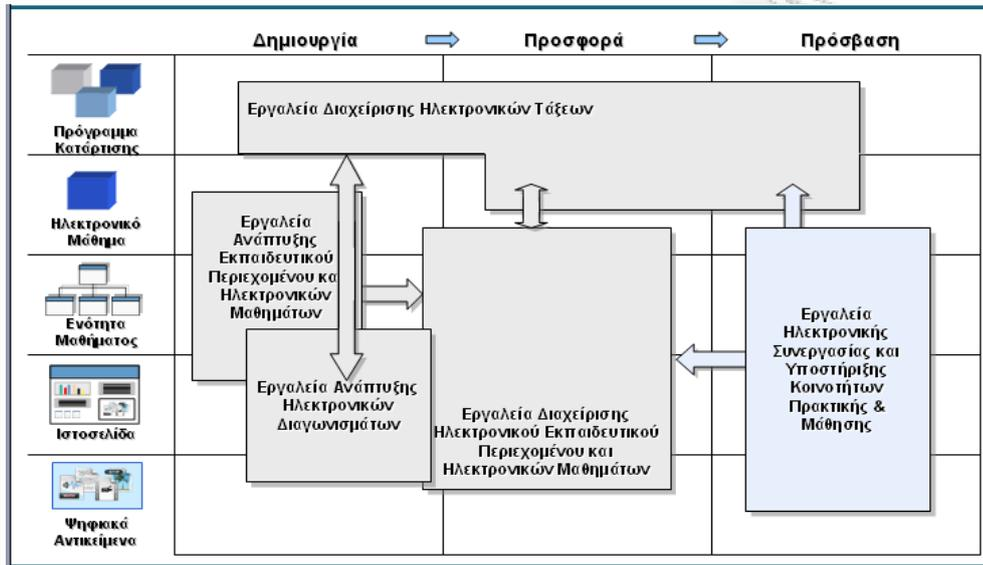 Δημιουργία
Προσφορά
Πρόσβαση
Πρόγραμμα
Κατάρτισης
Εργαλεία Διαχείρισης Ηλεκτρονικών Τάξεων
Ηλεκτρονικό
Μάθημα
Εργαλεία
Ανάπτυξης
Εκπαιδευτικού
Περιεχομένου κα
Ηλεκτρονικών
Μαθημάτων
Ενότητα
Μαθήματος
Εργαλεία Ανάπτυξης
Ηλεκτρονικών
Διαγωνισμάτων
Εργαλεία Διαχείρισης
Ηλεκτρονικού Εκπαιδευτικού
Περιεχομένου και
Ηλεκτρονικών Μαθημάτων
Εργαλεία
Ηλεκτρονικής
Συνεργασίας και
Υποστήριξης
Κοινοτήτων
Πρακτικής &
Μάθησης
Ιστοσελίδα
Ψηφιακά
Αντικείμενα